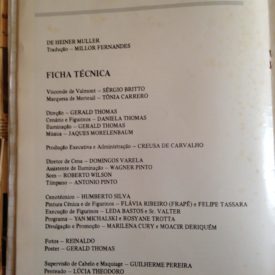 DE HEINER MULLER
Tradução – MILLOR FERNANDES
FICHA TÉCNICA
Visconde de Valmont – SÉRGIO BRITTO
Marquesa de Merteuil – TÔNIA CARRERO
Direção – GERALD THOMAS
Cenário e Figurinos – DANIELA THOMAS
Iluminação – GERALD THOMAS
Música – JAQUES MORELENBAUM
Produção Executiva e Administração – CREUSA DE CARVALHO
Diretor de Cena – DOMINGOS VARELA
Assistente de Iluminação – WAGNER PINTO
Som – ROBERTO WILSON
Tímpano – ANTONIO PINTO
Cenotécnico – HUMBERTO SILVA
Pintura Cênica e de Figurinos – FLÁVIA RIBEIRO (FRAPÊ) e FELIPE TASSARA
Execução de Figurinos – LEDA BASTOS e Sr. VALTER
Programa – YAN MICHALSKI e ROSYANE TROTTA
Divulgação e Promoção – MARILENA CURY e MOACIR DERIQUÉM
Fotos – REINALDO
Poster – GERALD THOMAS
Supervisão de Cabelo e Maquiage – GUILHERME PEREIRA
Penteado – LÚCIA THEODORO